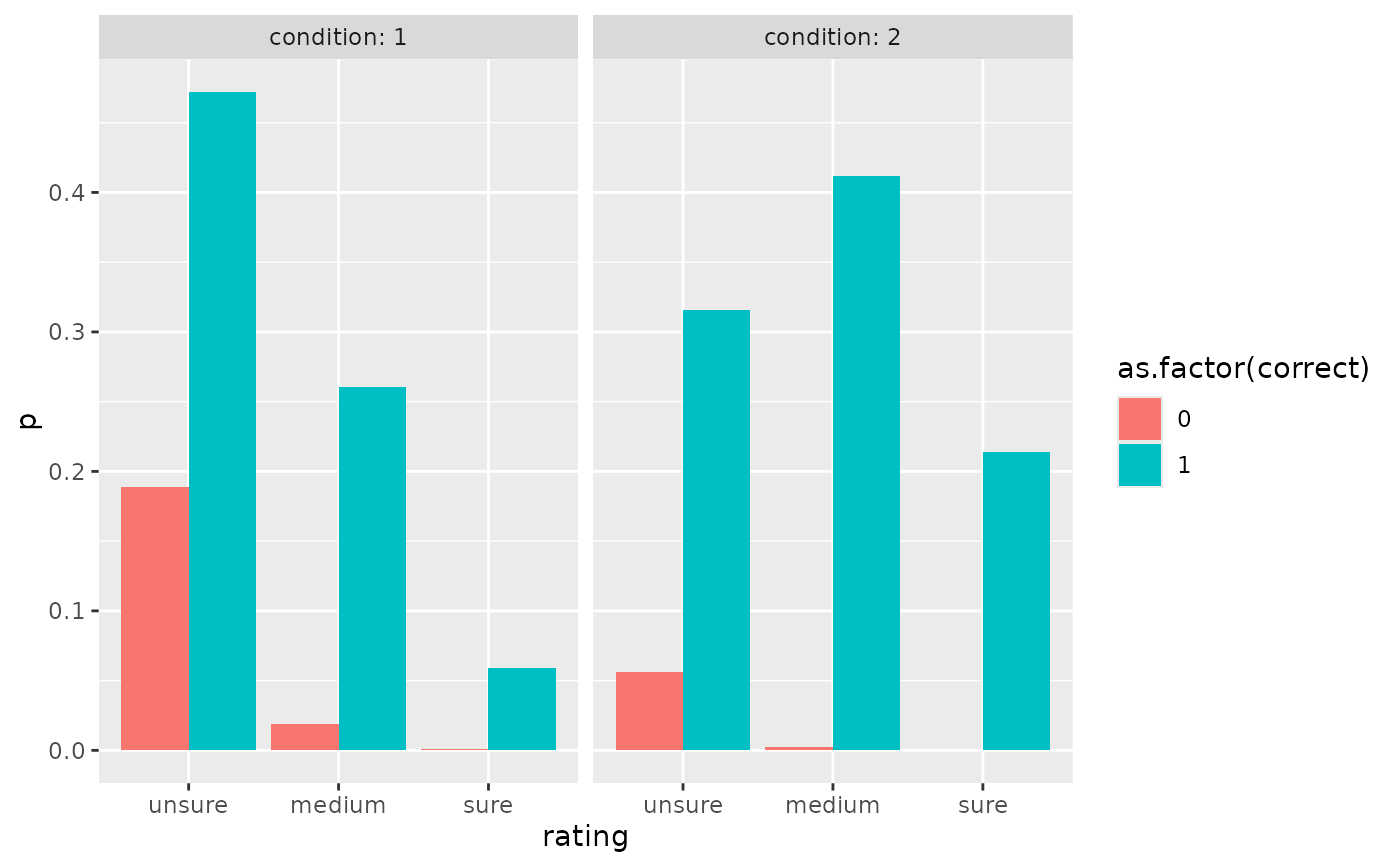 condition: 1
condition: 2
p
0.4
0.3
0.2
0.1
0.0
unsure medium sure
unsure medium sure
rating
as.factor(correct)
0
1